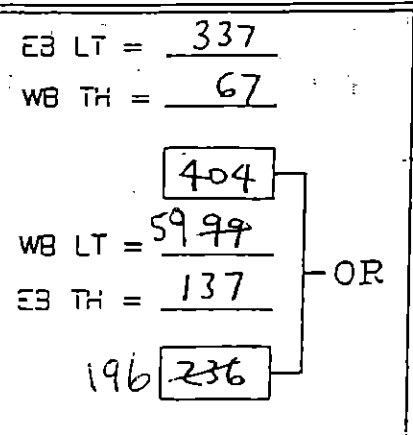 EB LT = 337
WB TH = 67
404
WB LT = 59 99
OR
EB TH = 137
196 236